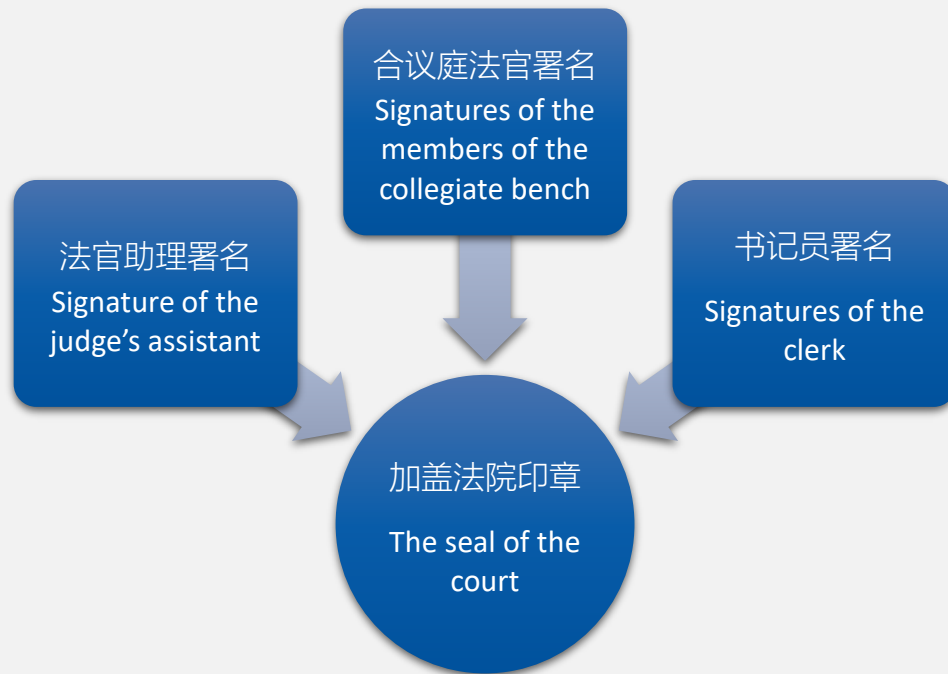 合议庭法官署名
Signatures of the
members of the
collegiate bench
法官助理署名
Signature of the
judge’s assistant
书记员署名
Signatures of the
clerk
加盖法院印章
The seal of the
court